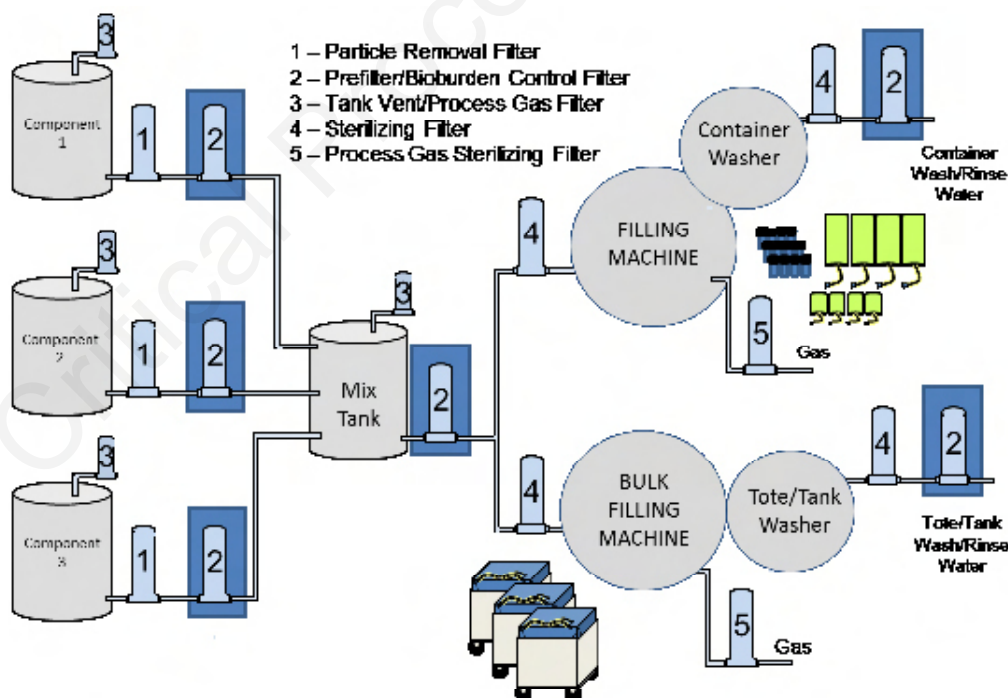 3
1 – Particle Removal Filter
2 – Prefilter/Bioburden Control Filter
3 – Tank Vent/Process Gas Filter
4 – Sterilizing Filter
5 – Process Gas Sterilizing Filter
4
2
Component
1
1
2
Container
Washer
Container
Wash/Rinse
Water
3
4
FILLING
MACHINE
Component
2
1
2
3
5
Gas
Mix
Tank
2
3
4
BULK
FILLING
MACHINE
Tote/Tank
Washer
4
2
Tote/Tank
Wash/Rinse
Water
Component
3
1
2
5
Gas
Critical Proc